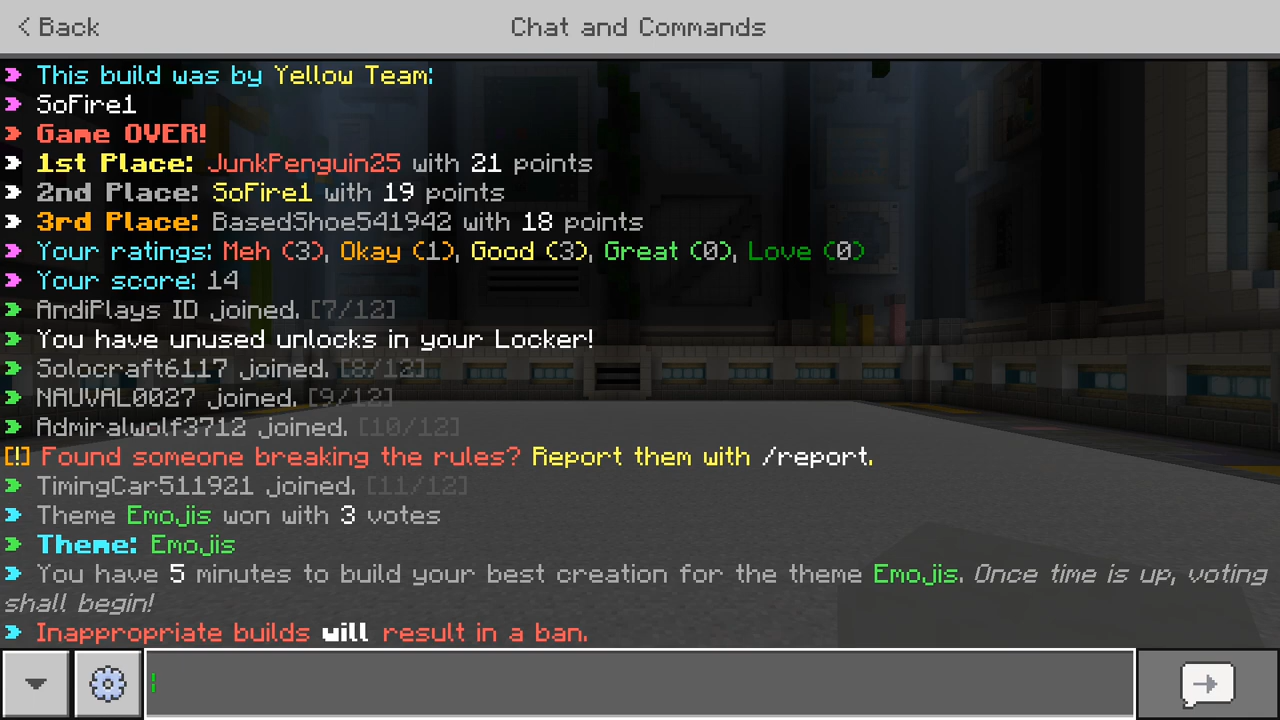 Back
Chat and Commands
This build was by Yellow Team:
SoFire1
Game OVER!
1st Place: JunkPenguin25 with 21 points
2nd Place: SoFire1 with 19 points
3rd Place: BasedShoe541942 with 18 points
Your ratings: Meh (3), Okay (1), Good (3), Great (0), Love (0)
Your score: 14
AndiPlays ID joined. [7/12]
You have unused unlocks in your Locker!
Solocraft6117 joined. [8/12]
NAUVAL0027 joined. [9/12]
Admiralwolf3712 joined. [10/12]
[!] Found someone breaking the rules? Report them with /report.
TimingCar511921 joined. [11/12]
Theme Emojis won with 3 votes
Theme: Emojis
You have 5 minutes to build your best creation for the theme Emojis. Once time is up, voting
shall begin!
Inappropriate builds will result in a ban.